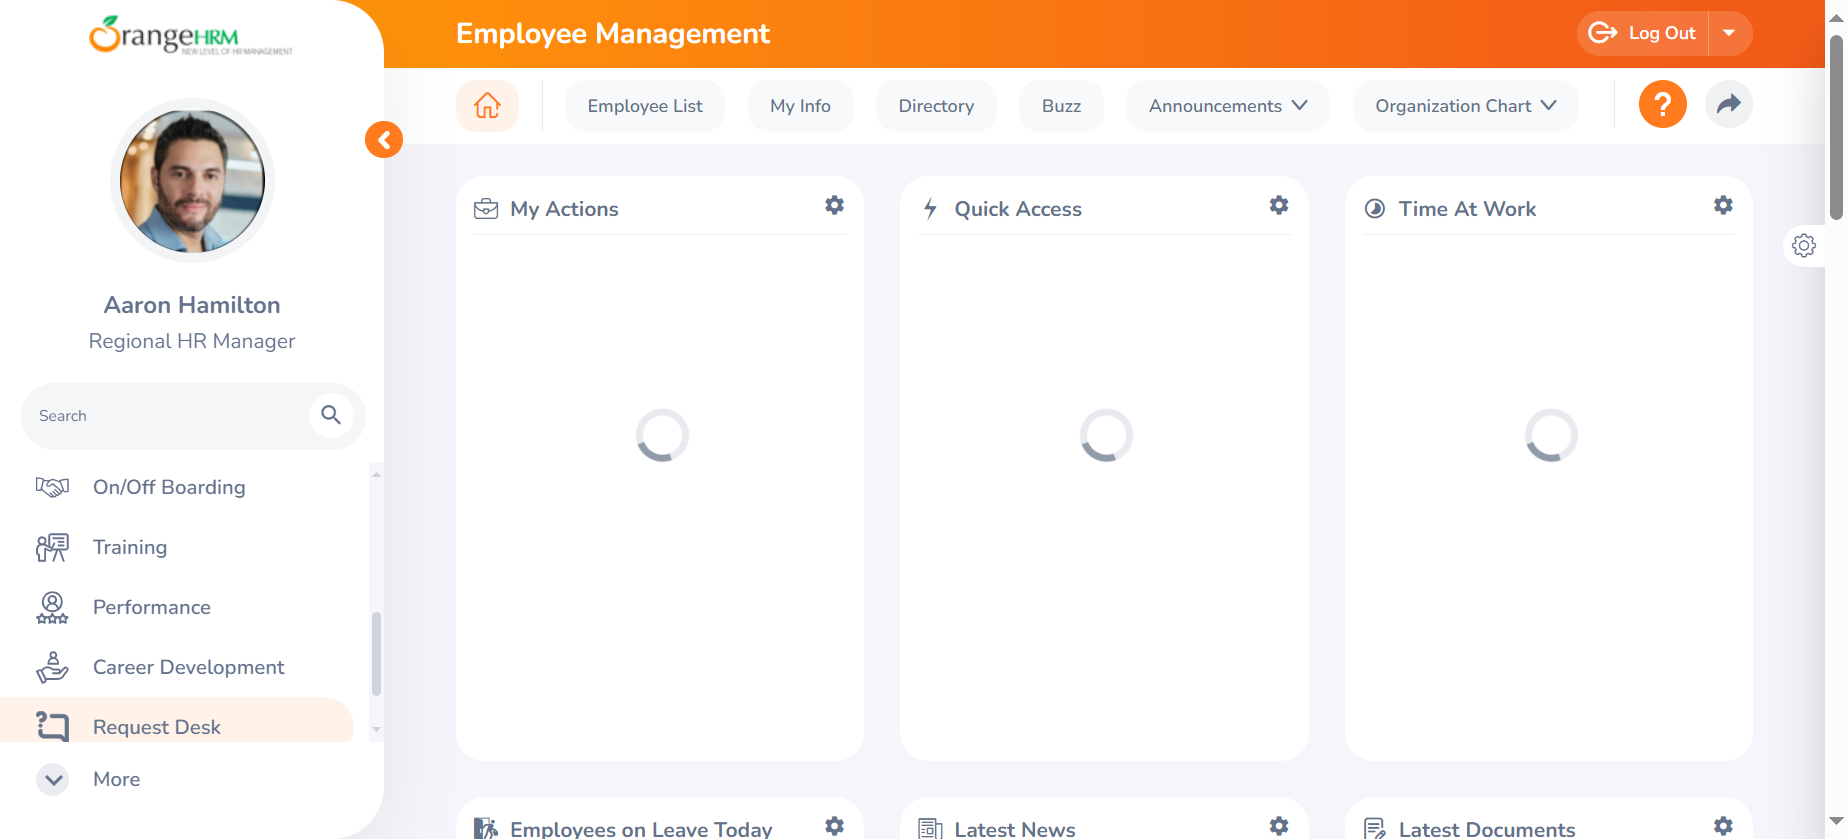 OrangeHRM
NEW LEVEL OF HR MANAGEMENT
Employee Management
Log Out
Employee List
My Info
Directory
Buzz
Announcements
Organization Chart
?
Aaron Hamilton
Regional HR Manager
Search
On/Off Boarding
Training
Performance
Career Development
Request Desk
More
My Actions
Quick Access
Time At Work
Employees on Leave Today
Latest News
Latest Documents